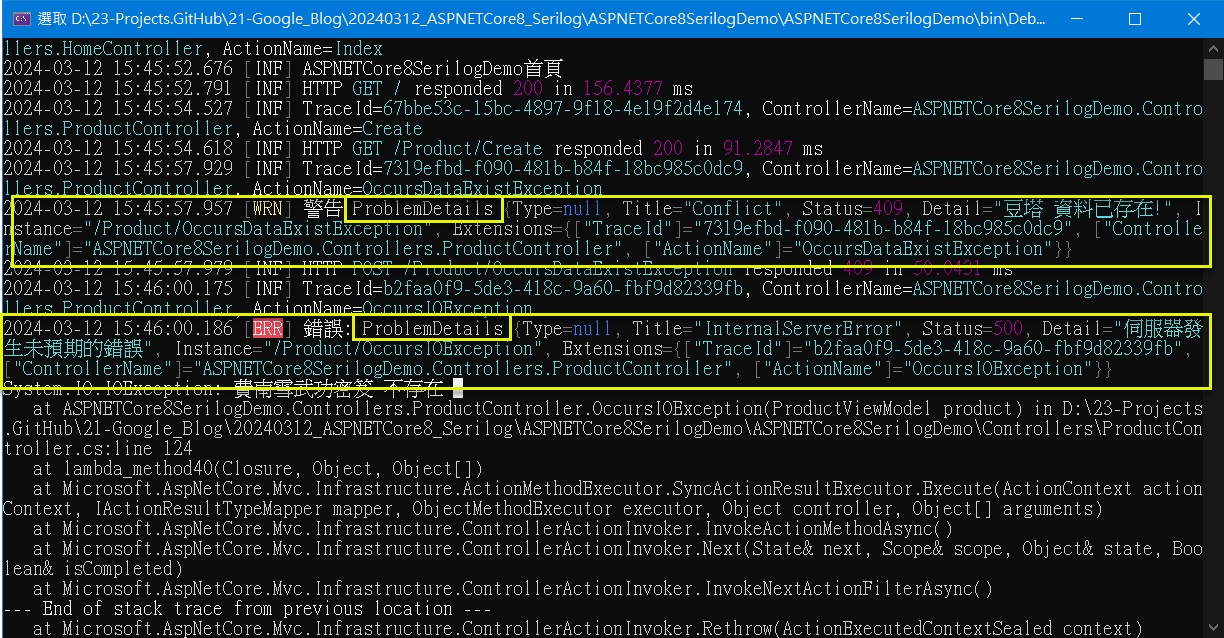 選取 D:\23-Projects.GitHub\21-Google_Blog\20240312_ASPNETCore8_Serilog\ASPNETCore8SerilogDemo\ASPNETCore8SerilogDemo\bin\Deb...
llers.HomeController, ActionName=Index
2024-03-12 15:45:52.676 [INF] ASPNETCore8SerilogDemo首頁
2024-03-12 15:45:52.791 [INF] HTTP GET / responded 200 in 156.4377 ms
2024-03-12 15:45:54.527 [INF] TraceId=67bbe53c-15bc-4897-9f18-4e19f2d4e174, ControllerName=ASPNETCore8SerilogDemo.Contro
llers.ProductController, ActionName=Create
2024-03-12 15:45:54.618 [INF] HTTP GET /Product/Create responded 200 in 91.2847 ms
2024-03-12 15:45:57.929 [INF] TraceId=7319efbd-f090-481b-b84f-18bc985c0dc9, ControllerName=ASPNETCore8SerilogDemo.Contro
llers.ProductController, ActionName=OccursDataExistException
2024-03-12 15:45:57.957 [WRN] 警告 ProblemDetails {Type=null, Title="Conflict", Status=409, Detail="豆塔 資料已存在!", I
nstance="/Product/OccursDataExistException", Extensions={["TraceId"]="7319efbd-f090-481b-b84f-18bc985c0dc9", ["Controlle
rName"]="ASPNETCore8SerilogDemo.Controllers.ProductController", ["ActionName"]="OccursDataExistException"}}
2024-03-12 15:45:57.979 [INF] HTTP POST /Product/OccursDataExistException responded 409 in 50.0431 ms
2024-03-12 15:46:00.175 [INF] TraceId=b2faa0f9-5de3-418c-9a60-fbf9d82339fb, ControllerName=ASPNETCore8SerilogDemo.Contro
llers.ProductController, ActionName=OccursIOException
2024-03-12 15:46:00.186 [ERR] 錯誤: ProblemDetails {Type=null, Title="InternalServerError", Status=500, Detail="伺服器發
生未預期的錯誤", Instance="/Product/OccursIOException", Extensions={["TraceId"]="b2faa0f9-5de3-418c-9a60-fbf9d82339fb",
["ControllerName"]="ASPNETCore8SerilogDemo.Controllers.ProductController", ["ActionName"]="OccursIOException"}}
System.IO.IOException: 費南雪武功密笈 不存在
at ASPNETCore8SerilogDemo.Controllers.ProductController.OccursIOException(ProductViewModel product) in D:\23-Projects
.GitHub\21-Google_Blog\20240312_ASPNETCore8_Serilog\ASPNETCore8SerilogDemo\ASPNETCore8SerilogDemo\Controllers\ProductCon
troller.cs:line 124
at lambda_method40(Closure, Object, Object[])
at Microsoft.AspNetCore.Mvc.Infrastructure.ActionMethodExecutor.SyncActionResultExecutor.Execute(ActionContext action
Context, IActionResultTypeMapper mapper, ObjectMethodExecutor executor, Object controller, Object[] arguments)
at Microsoft.AspNetCore.Mvc.Infrastructure.ControllerActionInvoker.InvokeActionMethodAsync()
at Microsoft.AspNetCore.Mvc.Infrastructure.ControllerActionInvoker.Next(State& next, Scope& scope, Object& state, Boo
lean& isCompleted)
at Microsoft.AspNetCore.Mvc.Infrastructure.ControllerActionInvoker.InvokeNextActionFilterAsync()
--- End of stack trace from previous location ---
at Microsoft.AspNetCore.Mvc.Infrastructure.ControllerActionInvoker.Rethrow(ActionExecutedContextSealed context)